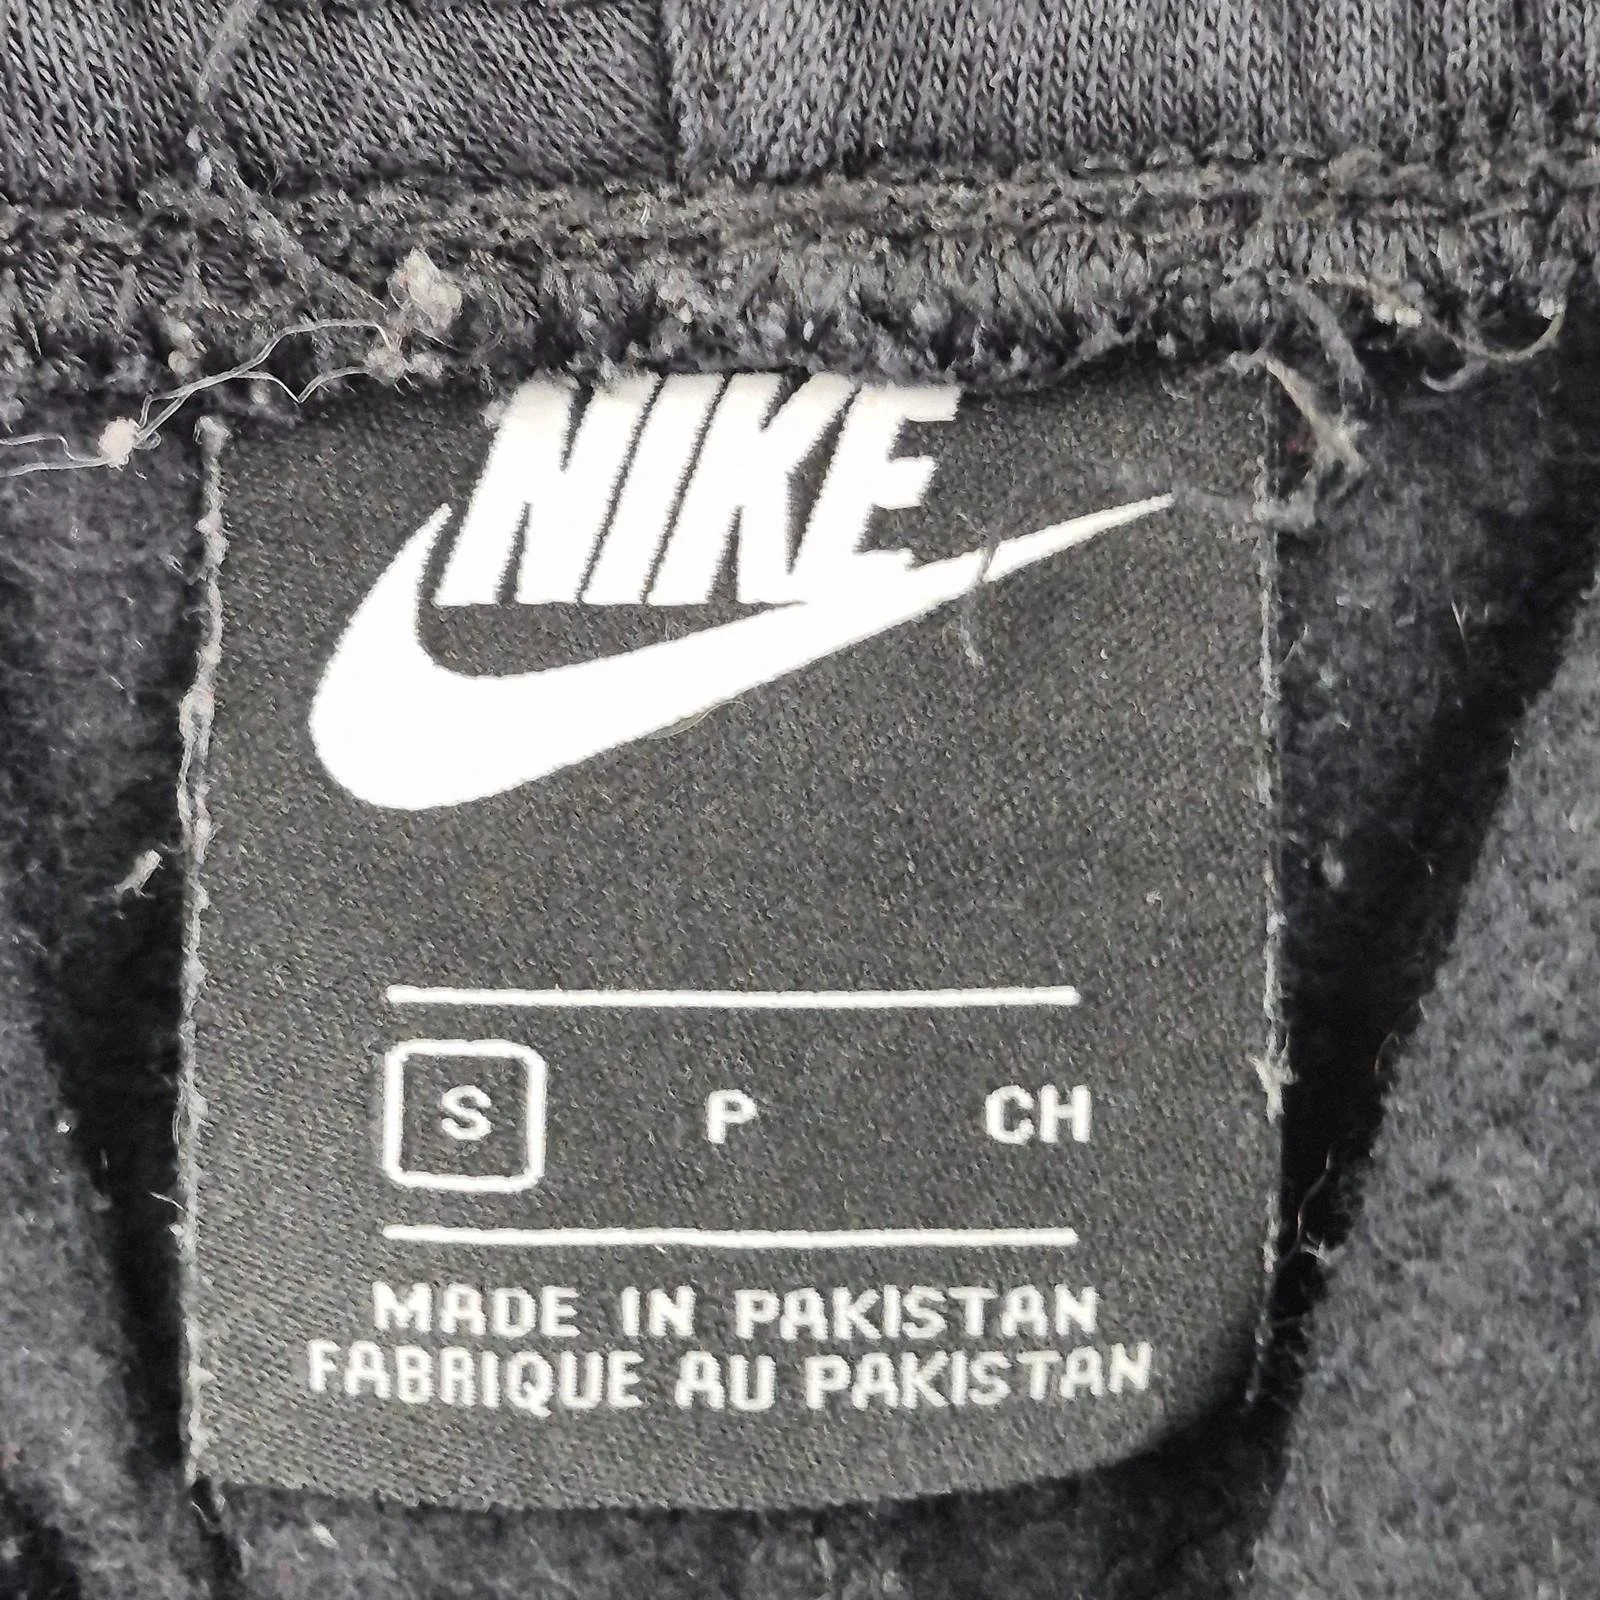 NIKE
S P CH
MADE IN PAKISTAN
FABRIQUE AU PAKISTAN